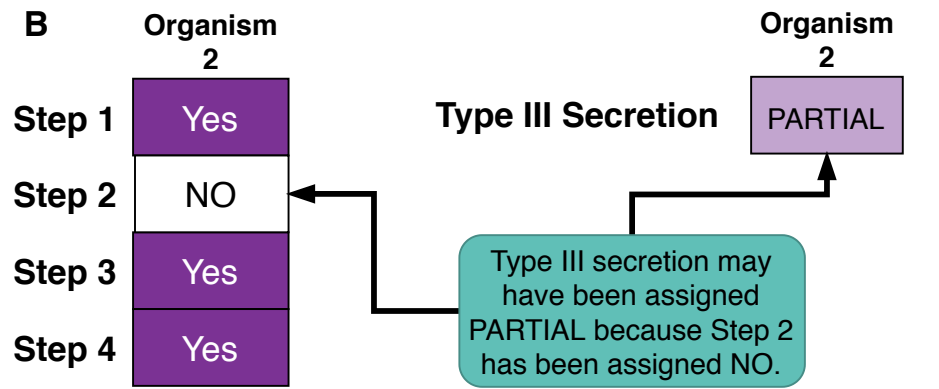 B
Organism
2
Step 1
Yes
Step 2
NO
Step 3
Yes
Step 4
Yes
Organism
2
Type III Secretion
PARTIAL
Type III secretion may
have been assigned
PARTIAL because Step 2
has been assigned NO.